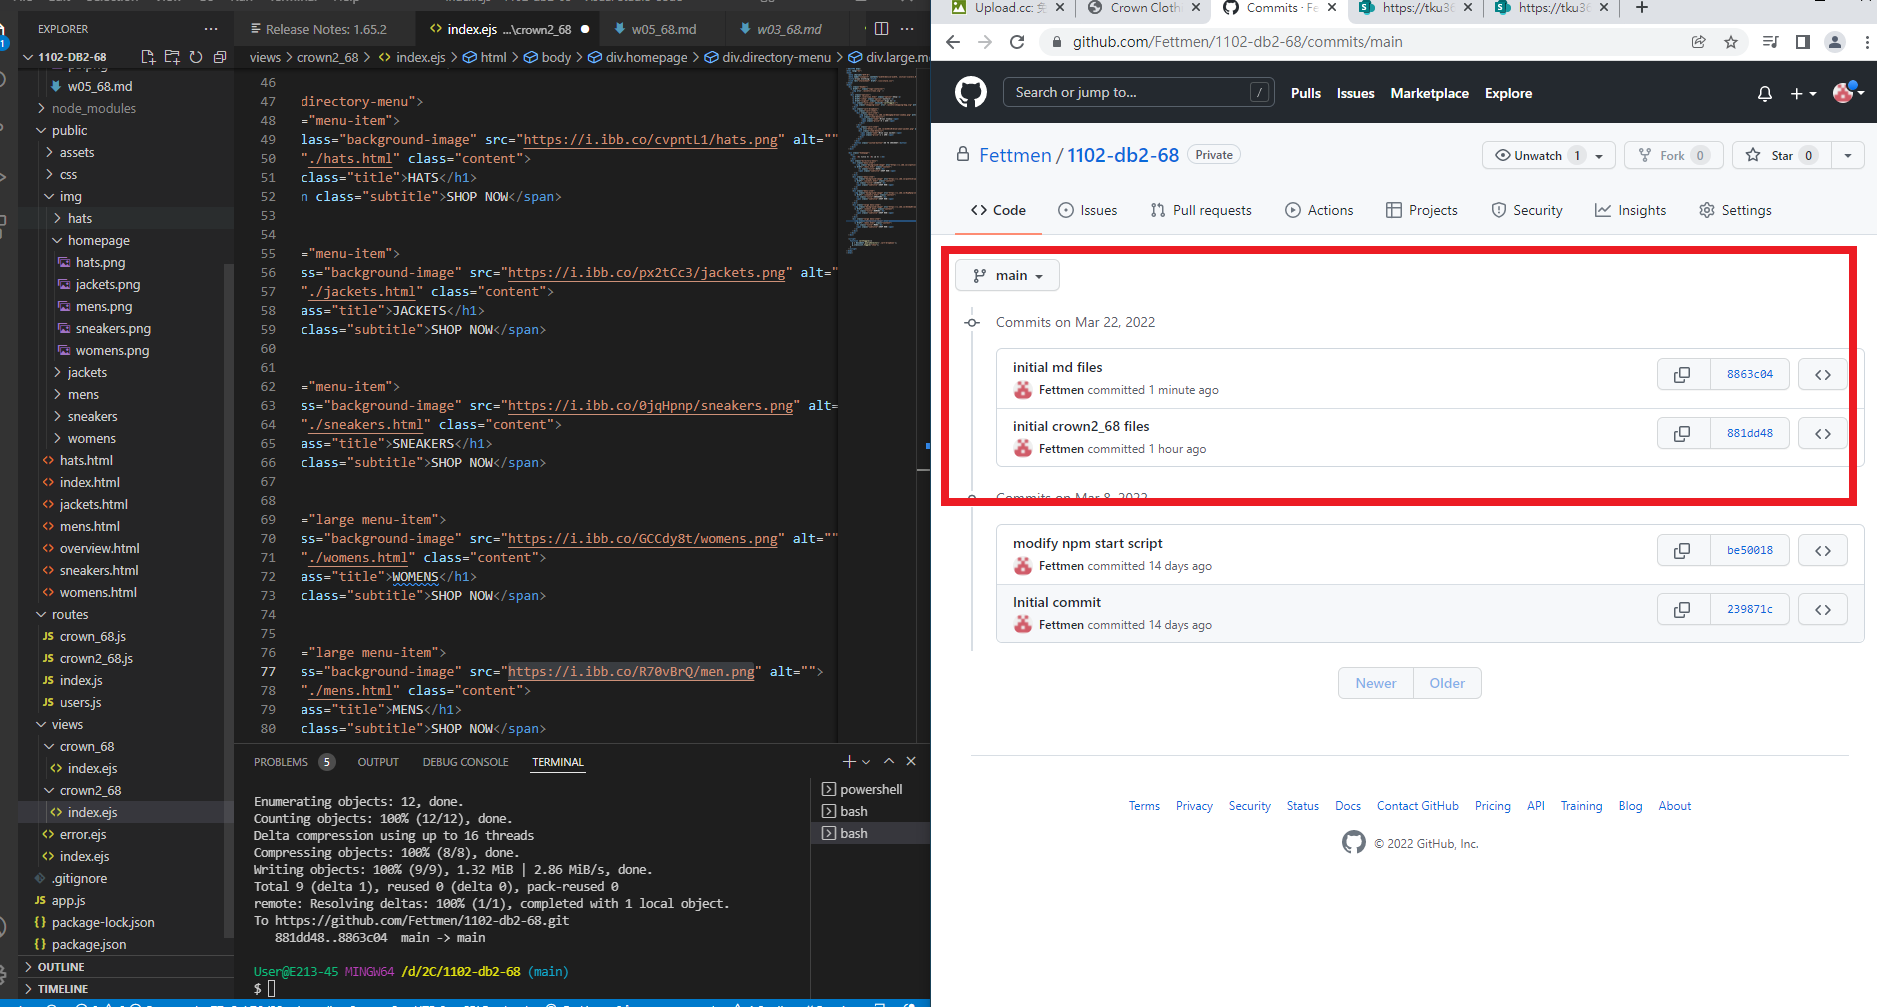 EXPLORER
1102-DB2-68
w05_68.md
node_modules
public
assets
css
img
hats
homepage
hats.png
jackets.png
mens.png
sneakers.png
womens.png
jackets
mens
sneakers
womens
hats.html
index.html
jackets.html
mens.html
overview.html
sneakers.html
womens.html
routes
crown_68.js
crown2_68.js
index.js
users.js
views
crown_68
index.ejs
crown2_68
index.ejs
error.ejs
index.ejs
.gitignore
app.js
package-lock.json
package.json
OUTLINE
TIMELINE
Release Notes: 1.65.2 index.ejs ...\crown2_68 w05_68.md w03_68.md
views > crown2_68 > index.ejs > html > body > div.homepage > div.directory-menu > div.large.m
46
47 directory-menu">
48 ="menu-item">
49 lass="background-image" src="https://i.ibb.co/cvpntL1/hats.png" alt=""
50 "./hats.html" class="content">
51 class="title">HATS</h1>
52 n class="subtitle">SHOP NOW</span>
53
54
55 ="menu-item">
56 ss="background-image" src="https://i.ibb.co/px2tCc3/jackets.png" alt="
57 "./jackets.html" class="content">
58 ass="title">JACKETS</h1>
59 class="subtitle">SHOP NOW</span>
60
61
62 ="menu-item">
63 ss="background-image" src="https://i.ibb.co/0jqHpnp/sneakers.png" alt=
64 "./sneakers.html" class="content">
65 ass="title">SNEAKERS</h1>
66 class="subtitle">SHOP NOW</span>
67
68
69 ="large menu-item">
70 ss="background-image" src="https://i.ibb.co/GCCdy8t/womens.png" alt=""
71 "./womens.html" class="content">
72 ass="title">WOMENS</h1>
73 class="subtitle">SHOP NOW</span>
74
75
76 ="large menu-item">
77 ss="background-image" src="https://i.ibb.co/R70vBrQ/men.png" alt="">
78 "./mens.html" class="content">
79 ass="title">MENS</h1>
80 class="subtitle">SHOP NOW</span>
PROBLEMS 5 OUTPUT DEBUG CONSOLE TERMINAL
Enumerating objects: 12, done.
Counting objects: 100% (12/12), done.
Delta compression using up to 16 threads
Compressing objects: 100% (8/8), done.
Writing objects: 100% (9/9), 1.32 MiB | 2.86 MiB/s, done.
Total 9 (delta 1), reused 0 (delta 0), pack-reused 0
remote: Resolving deltas: 100% (1/1), completed with 1 local object.
To https://github.com/Fettmen/1102-db2-68.git
881dd48..8863c04 main -> main
User@E213-45 MINGW64 /d/2C/1102-db2-68 (main)
$
powershell
bash
bash
Upload.cc: Crown Cloth Commits · Fe https://tku36 https://tku36
github.com/Fettmen/1102-db2-68/commits/main
Search or jump to... / Pulls Issues Marketplace Explore
Fettmen / 1102-db2-68 Private Unwatch 1 Fork 0 Star 0
Code Issues Pull requests Actions Projects Security Insights Settings
main
Commits on Mar 22, 2022
initial md files
Fettmen committed 1 minute ago
8863c04
initial crown2_68 files
Fettmen committed 1 hour ago
881dd48
Commits on Mar 8, 2022
modify npm start script
Fettmen committed 14 days ago
be50018
Initial commit
Fettmen committed 14 days ago
239871c
Newer Older
Terms Privacy Security Status Docs Contact GitHub Pricing API Training Blog About
© 2022 GitHub, Inc.